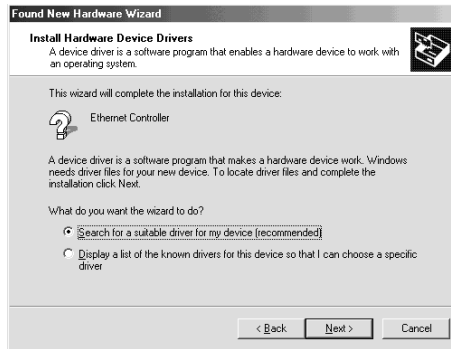 Found New Hardware Wizard
Install Hardware Device Drivers
A device driver is a software program that enables a hardware device to work with
an operating system.
This wizard will complete the installation for this device:
Ethernet Controller
A device driver is a software program that makes a hardware device work. Windows
needs driver files for your new device. To locate driver files and complete the
installation click Next.
What do you want the wizard to do?
Search for a suitable driver for my device (recommended)
Display a list of the known drivers for this device so that I can choose a specific
driver
< Back
Next >
Cancel